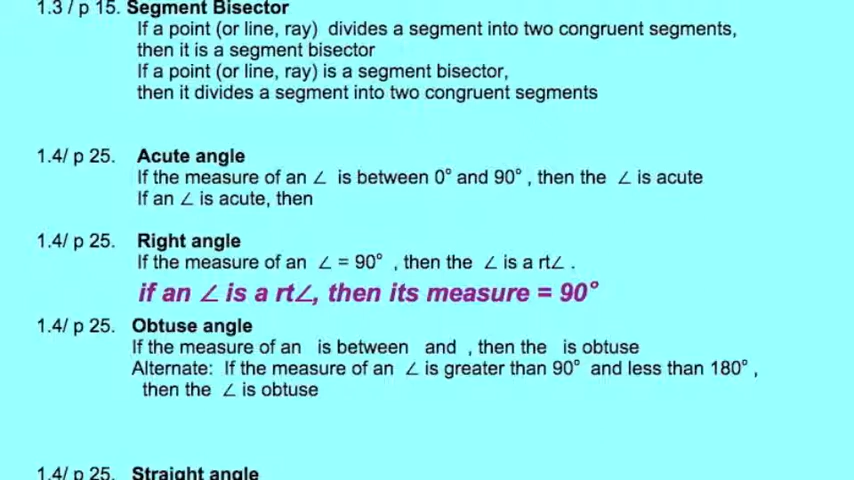 1.3 / p 15. Segment Bisector
If a point (or line, ray) divides a segment into two congruent segments,
then it is a segment bisector
If a point (or line, ray) is a segment bisector,
then it divides a segment into two congruent segments
1.4/ p 25. Acute angle
If the measure of an ∠ is between 0° and 90° , then the ∠ is acute
If an ∠ is acute, then
1.4/ p 25. Right angle
If the measure of an ∠ = 90° , then the ∠ is a rt∠ .
if an ∠ is a rt∠, then its measure = 90°
1.4/ p 25. Obtuse angle
If the measure of an is between and , then the is obtuse
Alternate: If the measure of an ∠ is greater than 90° and less than 180° ,
then the ∠ is obtuse
1.4/ p 25. Straight angle